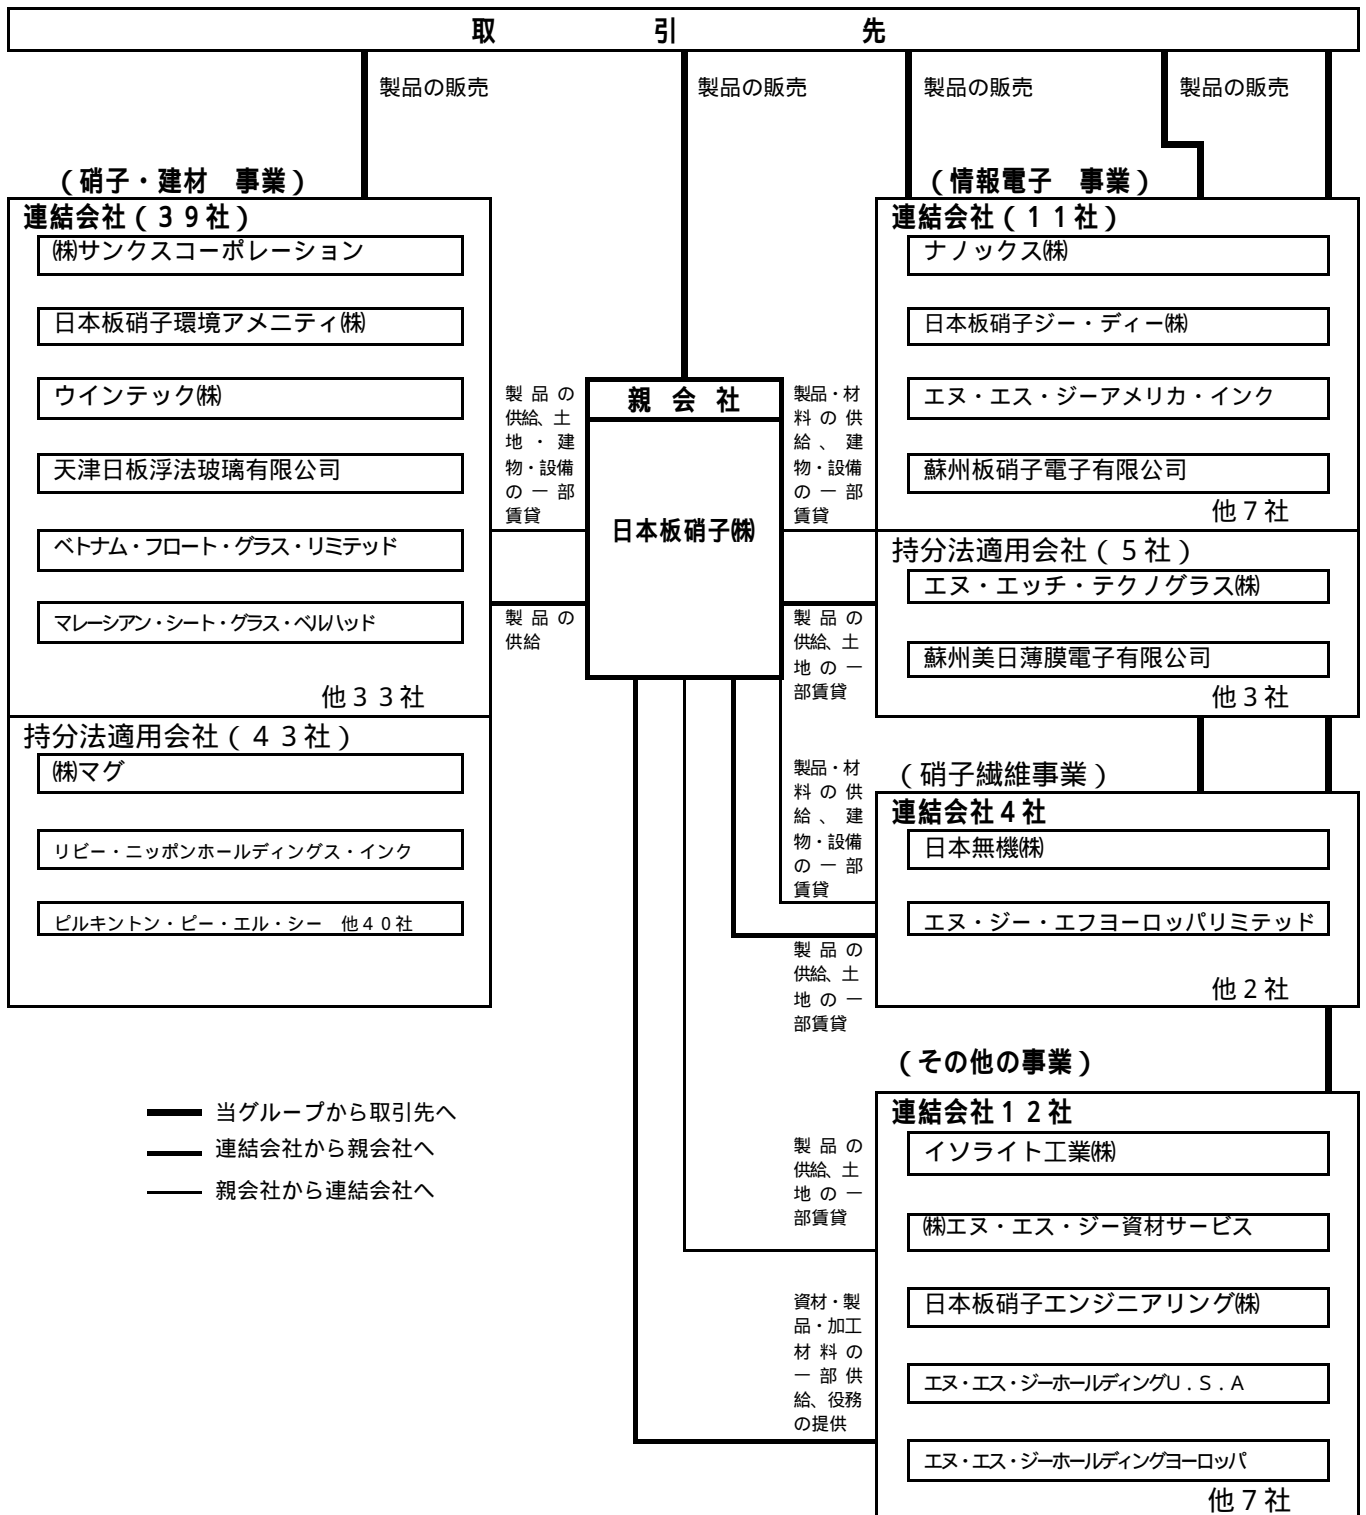 取引先
製品の販売
製品の販売
製品の販売
製品の販売
（硝子・建材　事業）
連結会社（３９社）
㈱サンクスコーポレーション
日本板硝子環境アメニティ㈱
ウインテック㈱
天津日板浮法玻璃有限公司
ベトナム・フロート・グラス・リミテッド
マレーシアン・シート・グラス・ベルハッド
他３３社
持分法適用会社（４３社）
㈱マグ
リビー・ニッポンホールディングス・インク
ピルキントン・ピー・エル・シー　他４０社
製品の
供給、土
地・建
物・設備
の一部
賃貸
製品の
供給
親会社
日本板硝子㈱
製品・材
料の供
給、建
物・設備
の一部
賃貸
製品の
供給、土
地の一
部賃貸
製品・材
料の供
給、建
物・設備
の一部
賃貸
製品の
供給、土
地の一
部賃貸
製品の
供給、土
地の一
部賃貸
資材・製
品・加工
材料の
一部供
給、役務
の提供
（情報電子　事業）
連結会社（１１社）
ナノックス㈱
日本板硝子ジー・ディー㈱
エヌ・エス・ジーアメリカ・インク
蘇州板硝子電子有限公司
他７社
持分法適用会社（５社）
エヌ・エッチ・テクノグラス㈱
蘇州美日薄膜電子有限公司
他３社
（硝子繊維事業）
連結会社４社
日本無機㈱
エヌ・ジー・エフヨーロッパリミテッド
他２社
（その他の事業）
連結会社１２社
イソライト工業㈱
㈱エヌ・エス・ジー資材サービス
日本板硝子エンジニアリング㈱
エヌ・エス・ジーホールディングＵ．Ｓ．Ａ
エヌ・エス・ジーホールディングヨーロッパ
他７社
当グループから取引先へ
連結会社から親会社へ
親会社から連結会社へ